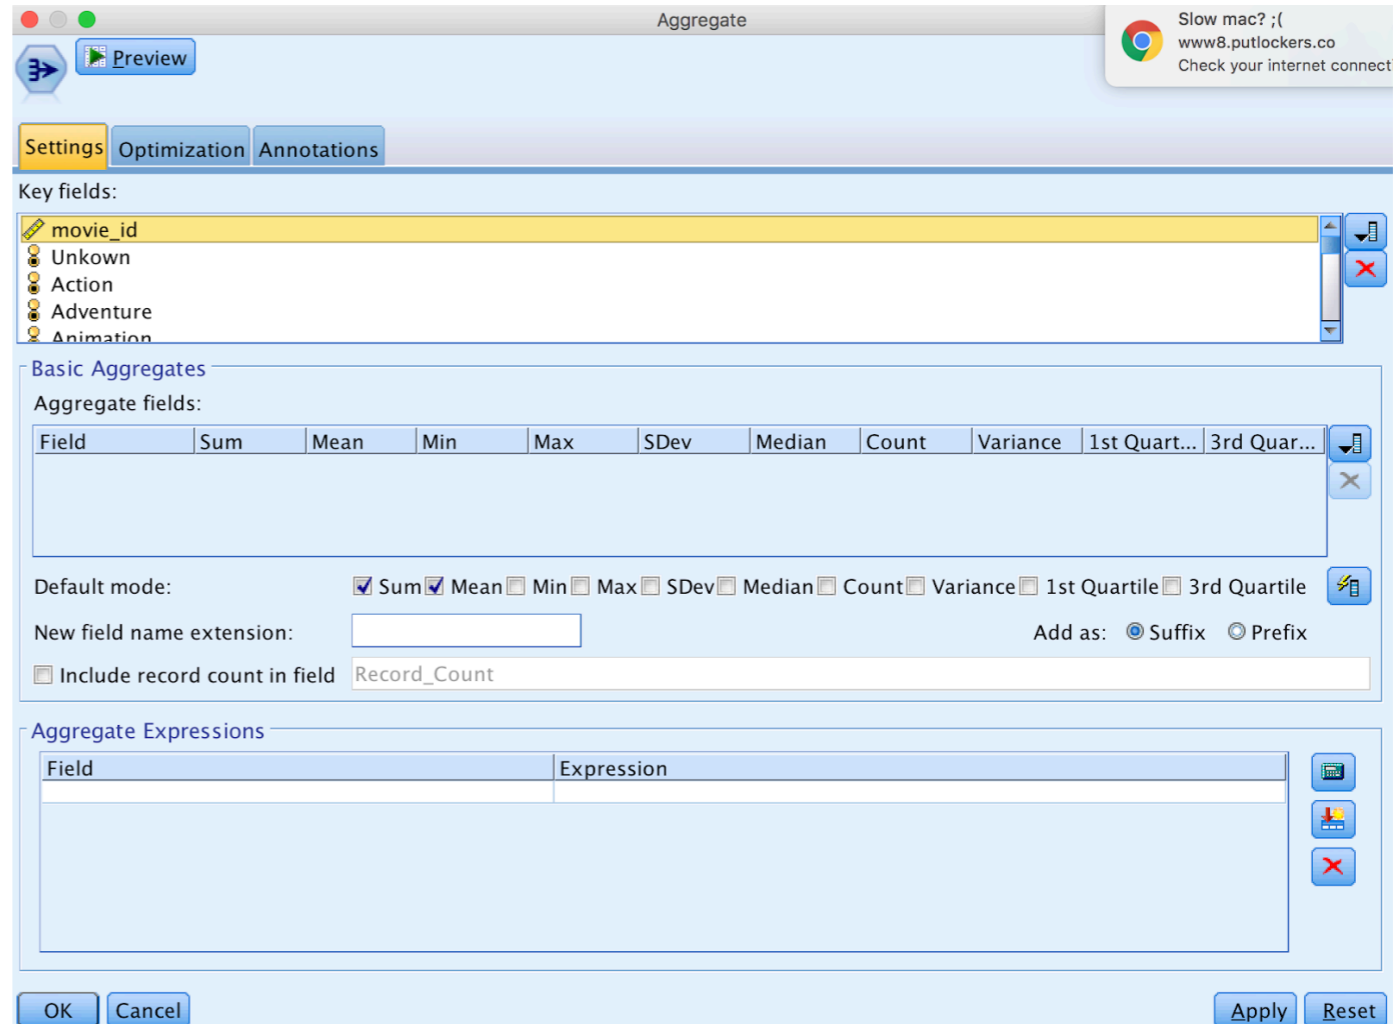 Aggregate
Slow mac? ;(
www8.putlockers.co
Check your internet connecti
Preview
Settings Optimization Annotations
Key fields:
movie_id
Unkown
Action
Adventure
Animation
Basic Aggregates
Aggregate fields:
Field Sum Mean Min Max SDev Median Count Variance 1st Quart... 3rd Quar...
Default mode: Sum Mean Min Max SDev Median Count Variance 1st Quartile 3rd Quartile
New field name extension: Add as: Suffix Prefix
Include record count in field Record_Count
Aggregate Expressions
Field Expression
OK Cancel Apply Reset